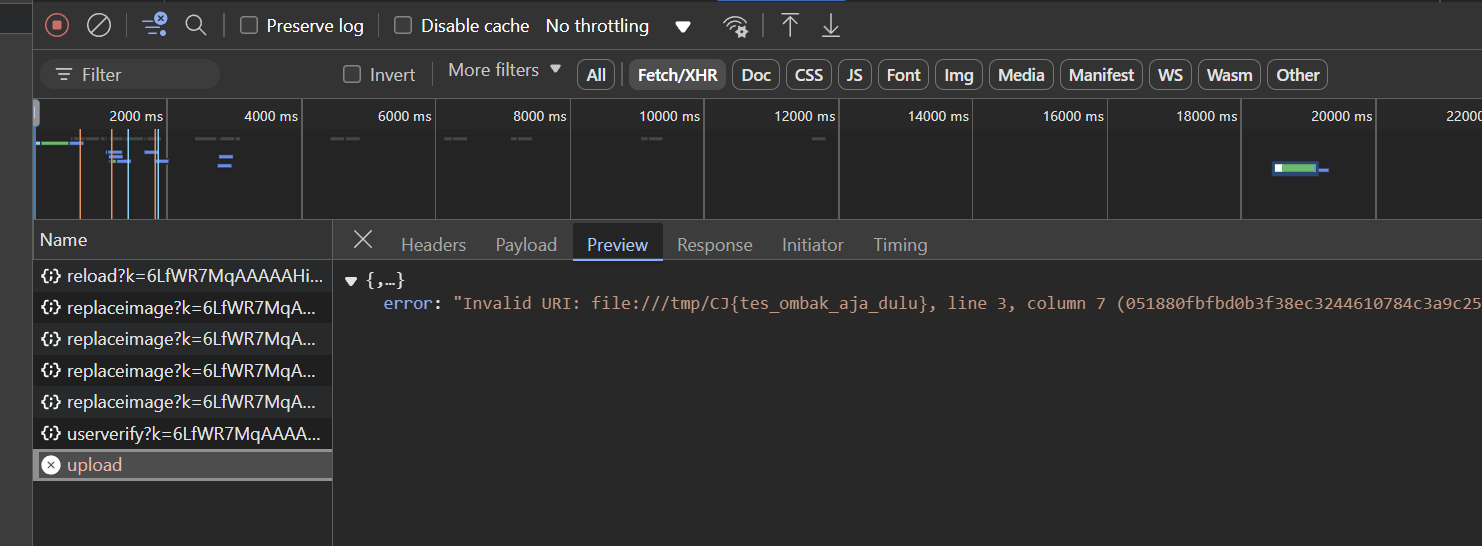 Preserve log Disable cache No throttling
Filter Invert More filters All Fetch/XHR Doc CSS JS Font Img Media Manifest WS Wasm Other
2000 ms 4000 ms 6000 ms 8000 ms 10000 ms 12000 ms 14000 ms 16000 ms 18000 ms 20000 ms 22000
Name Headers Payload Preview Response Initiator Timing
{;} reload?k=6LfWR7MqAAAAAHi... {,…}
{;} replaceimage?k=6LfWR7MqA... error: "Invalid URI: file:///tmp/CJ{tes_ombak_aja_dulu}, line 3, column 7 (051880fbfbd0b3f38ec3244610784c3a9c25
{;} replaceimage?k=6LfWR7MqA...
{;} replaceimage?k=6LfWR7MqA...
{;} replaceimage?k=6LfWR7MqA...
{;} userverify?k=6LfWR7MqAAAA...
upload